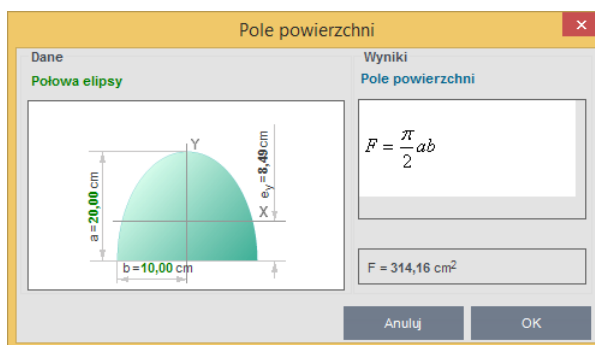 Pole powierzchni
x
Dane
Połowa elipsy
Y
a = 20,00 cm
e_y = 8,49 cm
X
b = 10,00 cm
Wyniki
Pole powierzchni
F = π/2 ab
F = 314,16 cm²
Anuluj
OK